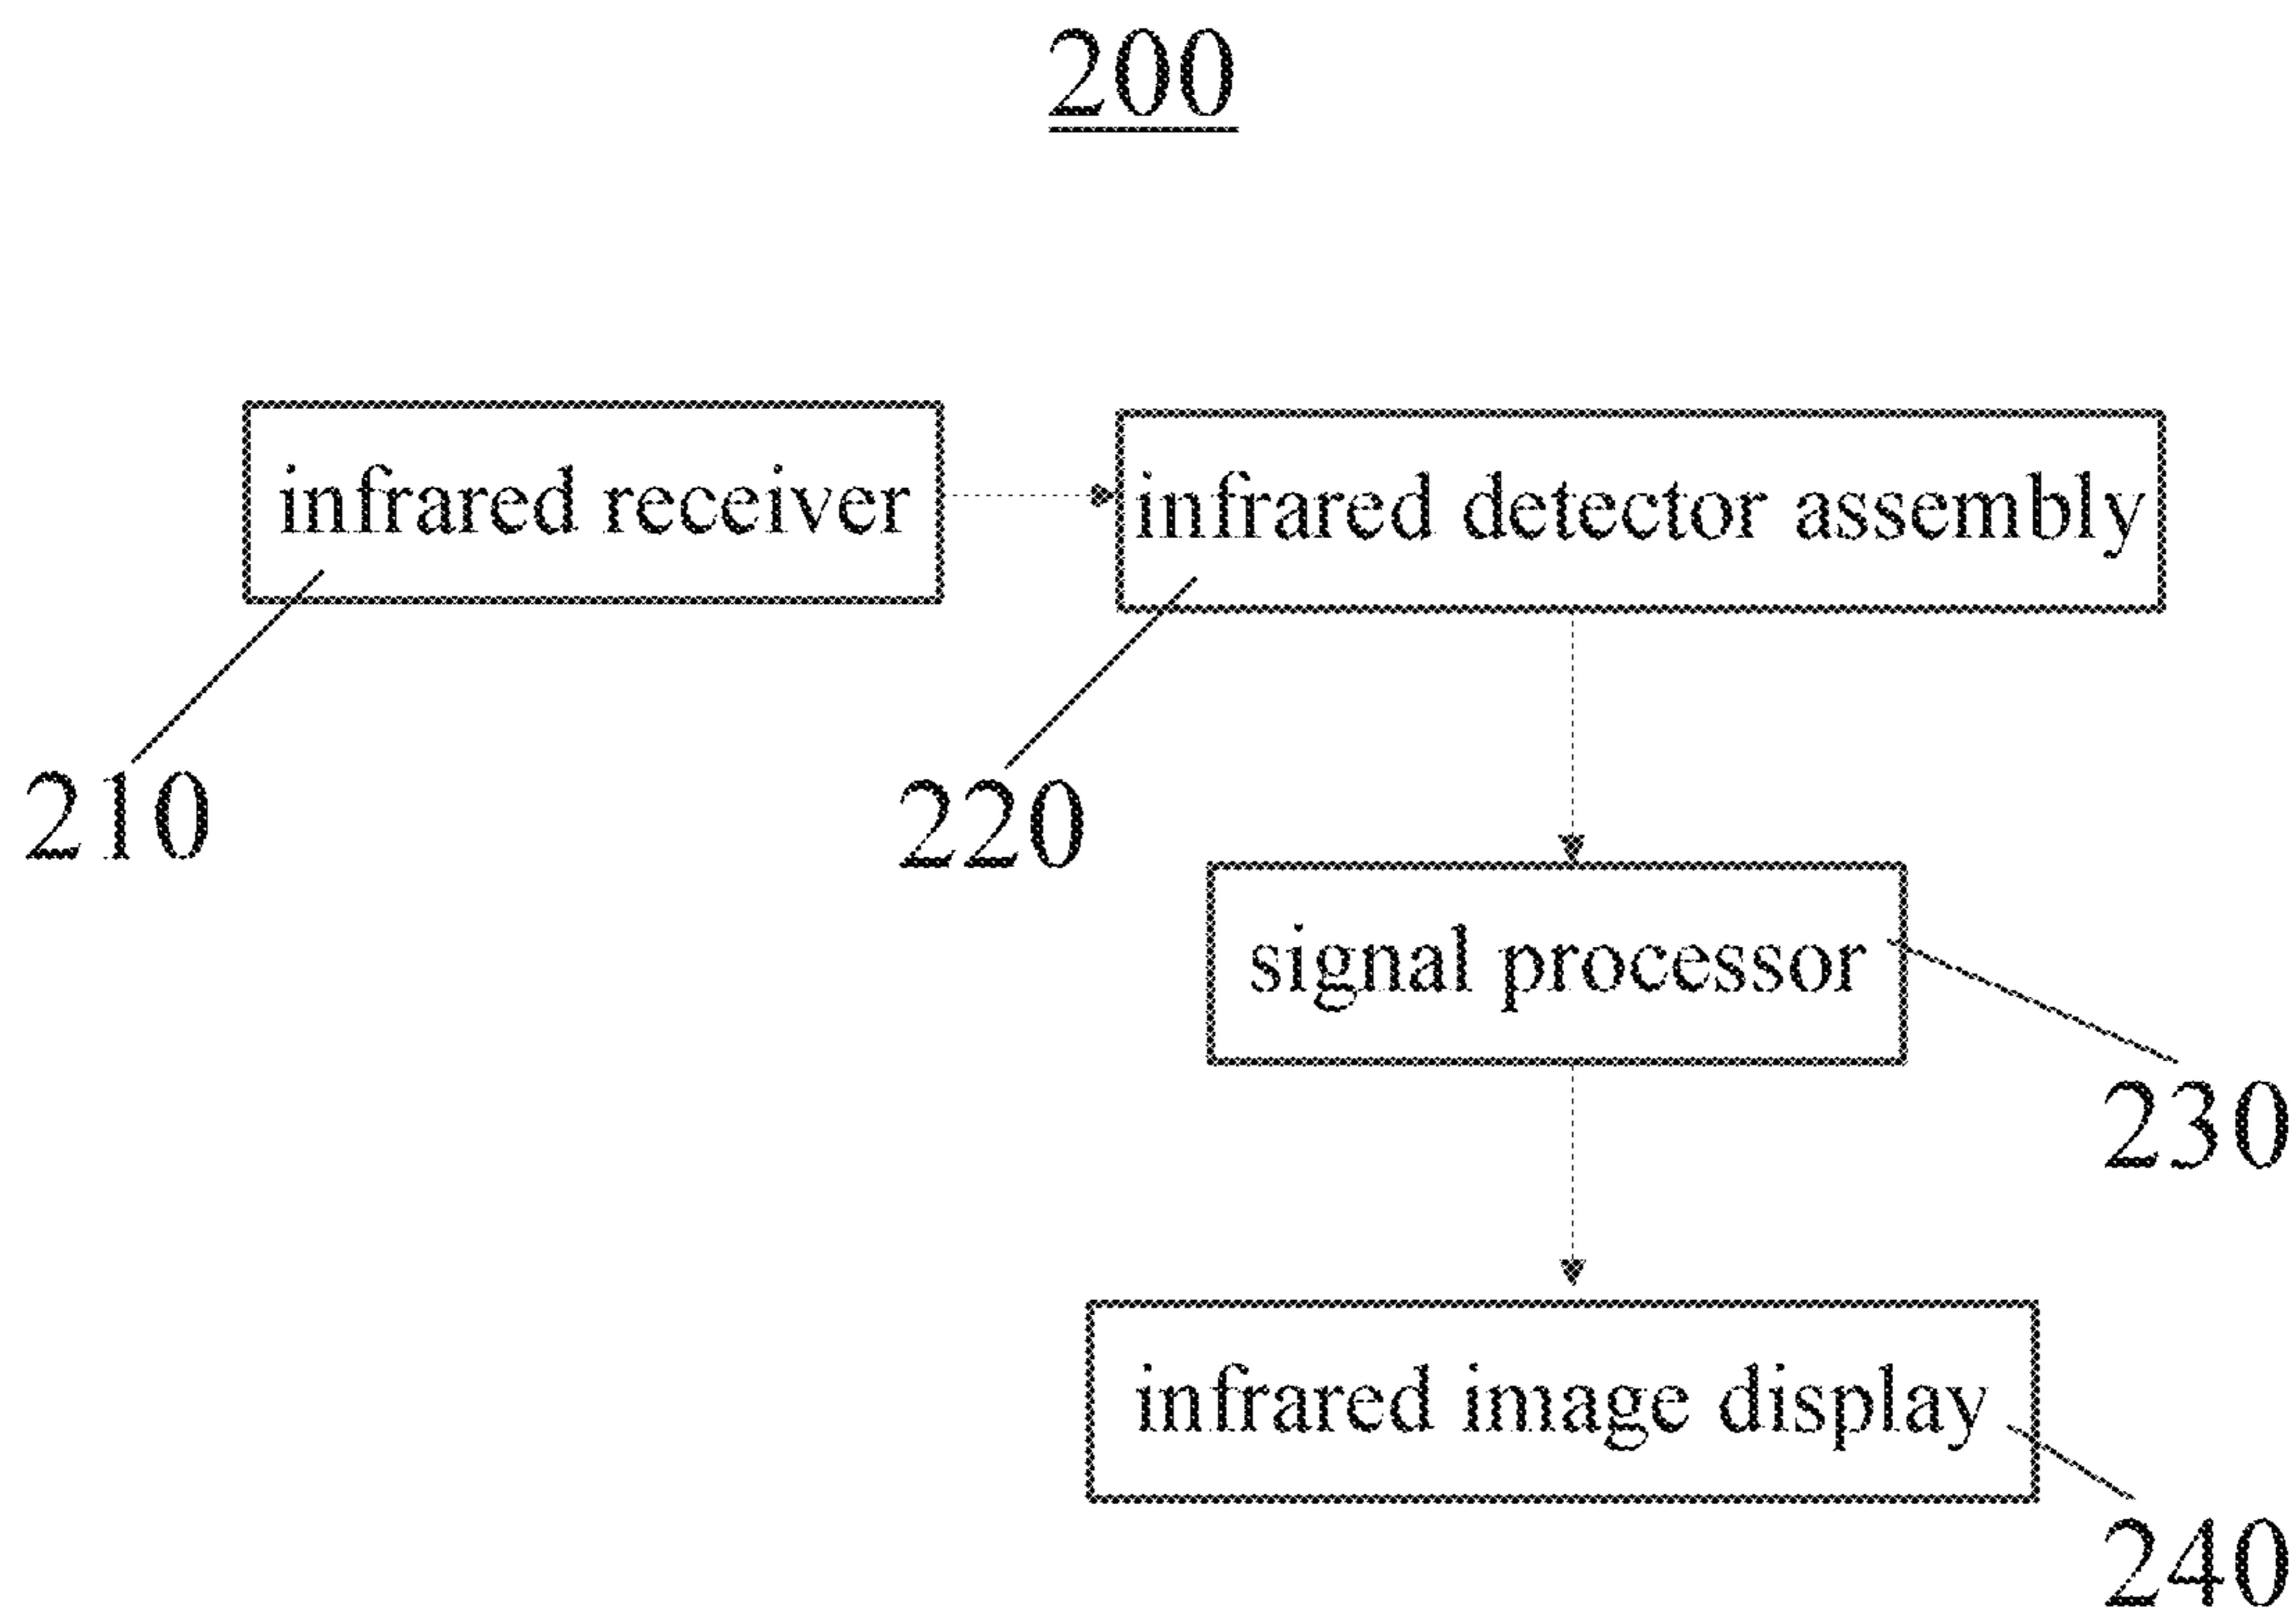 200
infrared receiver
infrared detector assembly
210
220
signal processor
230
infrared image display
240